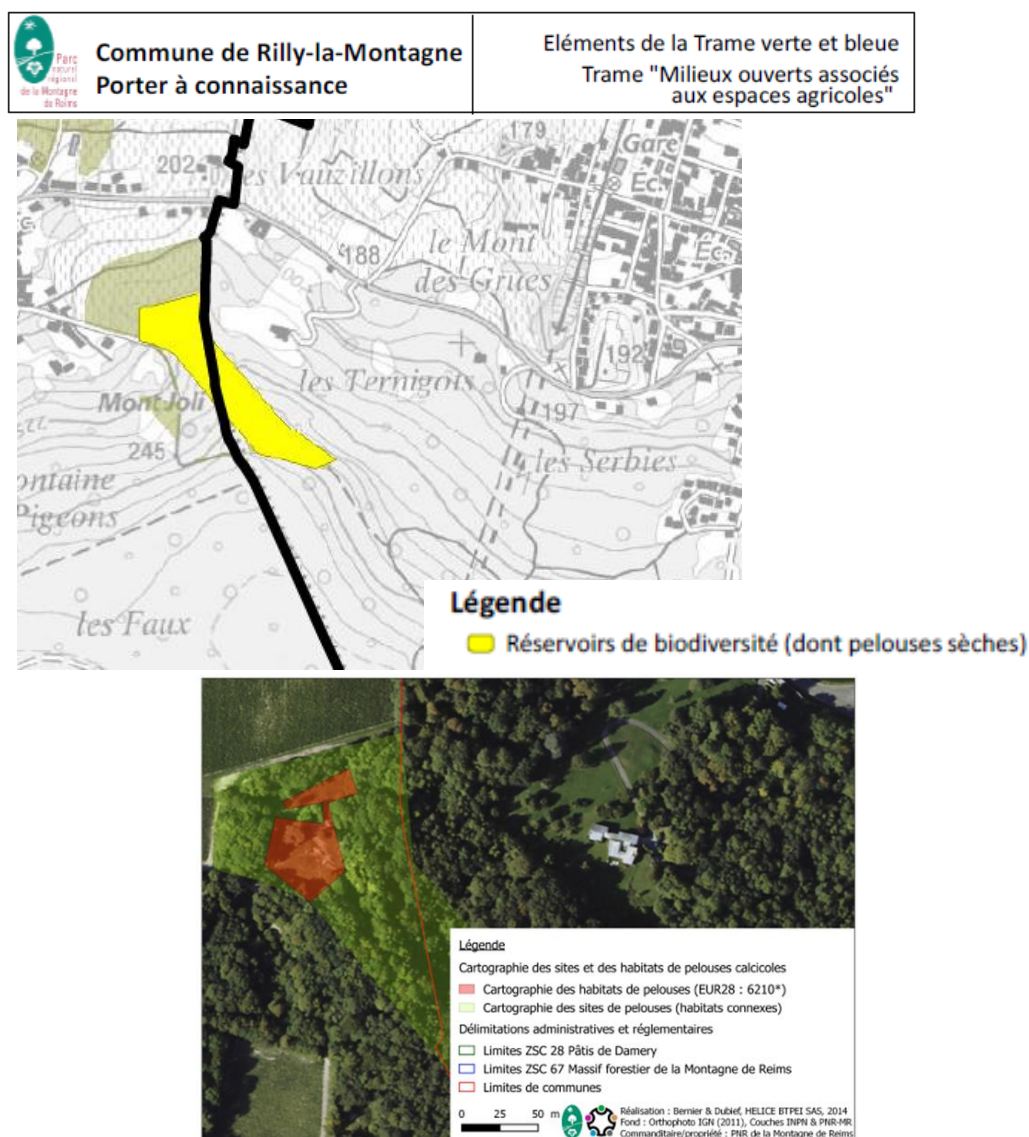 Parc
naturel
régional
de la Montagne
de Reims
Commune de Rilly-la-Montagne
Porter à connaissance
Eléments de la Trame verte et bleue
Trame "Milieux ouverts associés
aux espaces agricoles"
179
Gare
202
les Vauzillons
Éc.
188
le Mont
des Grues
Éc.
192
les Ternigots
Mont Joli
197
245
les Serbies
ontaine
Pigeons
les Faux
Légende
Réservoirs de biodiversité (dont pelouses sèches)
Légende
Cartographie des sites et des habitats de pelouses calcicoles
Cartographie des habitats de pelouses (EUR28 : 6210*)
Cartographie des sites de pelouses (habitats connexes)
Délimitations administratives et réglementaires
Limites ZSC 28 Pâtis de Damery
Limites ZSC 67 Massif forestier de la Montagne de Reims
Limites de communes
0 25 50 m
Réalisation : Bernier & Dubief, HELICE BTPEI SAS, 2014
Fond : Orthophoto IGN (2011), Couches INPN & PNR-MR
Commanditaire/propriété : PNR de la Montagne de Reims